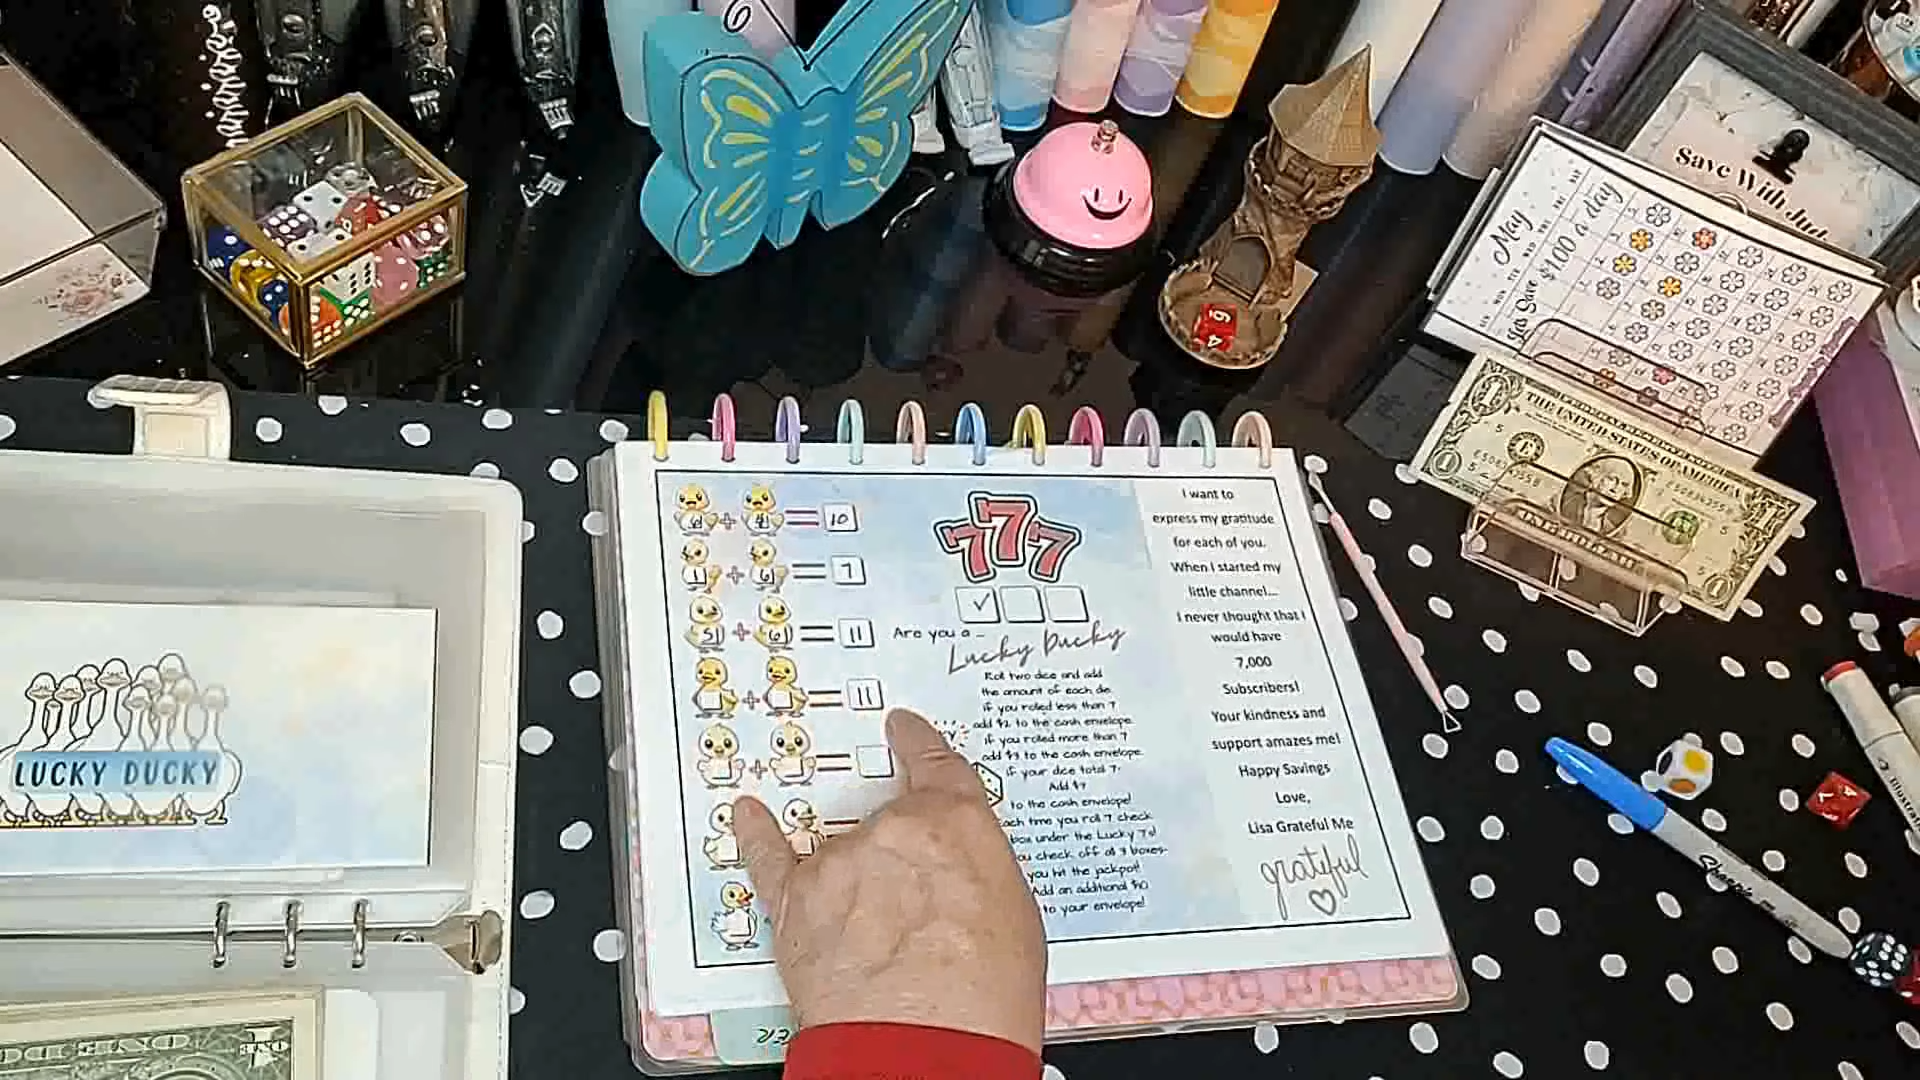 Save With
May
$1.00 a day
THE UNITED STATES OF AMERICA
ONE DOLLAR
6 + 4 = 10
1 + 6 = 7
5 + 6 = 11
+ = 11
+ =
777
✓
Are you a...
Lucky Ducky
Roll two dice and add
the amount of each die.
If you rolled less than 7
add $2 to the cash envelope.
If you rolled more than 7
add $3 to the cash envelope.
If your dice total 7-
Add $7
to the cash envelope!
time you roll 7 check
box under the Lucky 7s!
check off all 3 boxes-
you hit the jackpot!
Add an additional $10
to your envelope!
I want to
express my gratitude
for each of you.
When I started my
little channel...
I never thought that I
would have
7,000
Subscribers!
Your kindness and
support amazes me!
Happy Savings
Love,
Lisa Grateful Me
grateful
LUCKY DUCKY
Sharpie